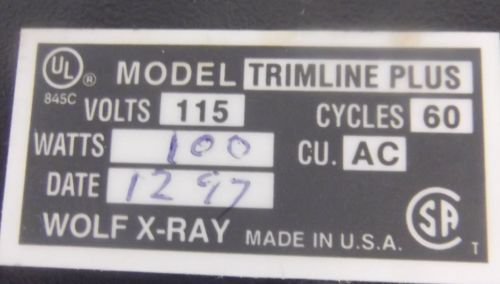 UL ® MODEL TRIMLINE PLUS
845C VOLTS 115 CYCLES 60
WATTS 100 CU. AC
DATE 12 97
WOLF X-RAY MADE IN U.S.A. SA T